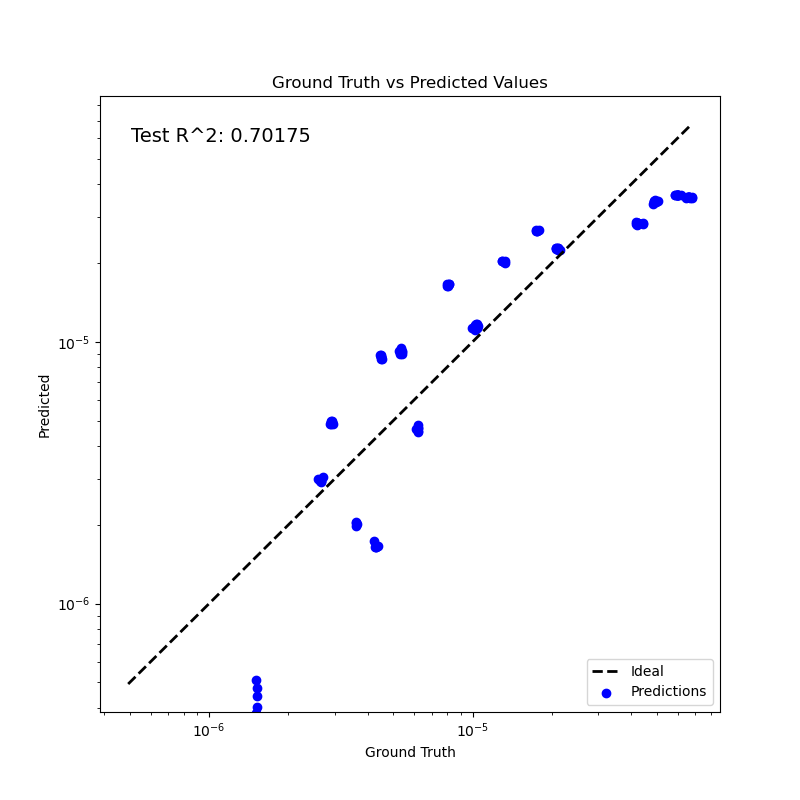 Ground Truth vs Predicted Values
Test R^2: 0.70175
10⁻⁵
10⁻⁶
Predicted
10⁻⁶
10⁻⁵
Ground Truth
Ideal
Predictions